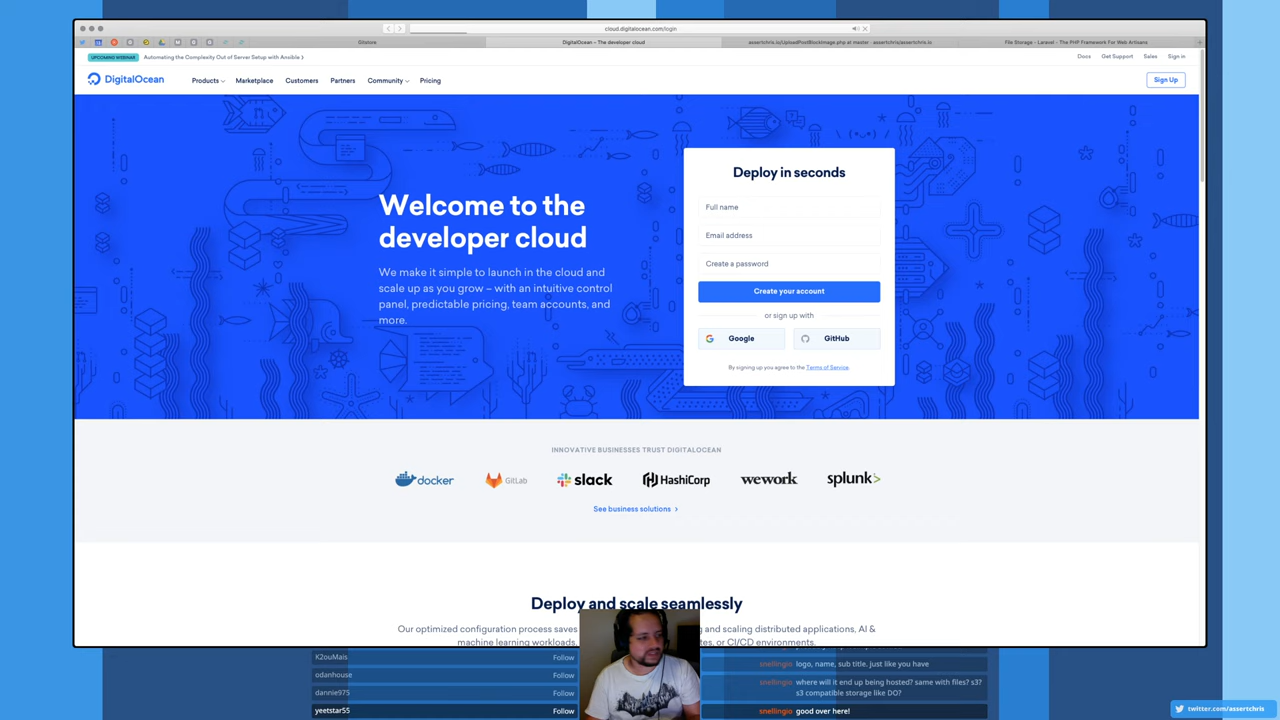 cloud.digitalocean.com/login
Gitstore
DigitalOcean – The developer cloud
assertchris.io/UploadPostBlockImage.php at master · assertchris/assertchris.io
File Storage - Laravel - The PHP Framework For Web Artisans
UPCOMING WEBINAR
Automating the Complexity Out of Server Setup with Ansible
Docs
Get Support
Sales
Sign in
DigitalOcean
Products
Marketplace
Customers
Partners
Community
Pricing
Sign Up
Welcome to the
developer cloud
We make it simple to launch in the cloud and
scale up as you grow – with an intuitive control
panel, predictable pricing, team accounts, and
more.
Deploy in seconds
Full name
Email address
Create a password
Create your account
or sign up with
Google
GitHub
By signing up you agree to the Terms of Service.
INNOVATIVE BUSINESSES TRUST DIGITALOCEAN
docker
GitLab
slack
HashiCorp
wework
splunk>
See business solutions
Deploy and scale seamlessly
Our optimized configuration process saves
g and scaling distributed applications, AI &
machine learning workloads,
tes, or CI/CD environments.
K2ouMais
Follow
odanhouse
Follow
dannie975
Follow
yeetstar55
Follow
snellingio logo, name, sub title. just like you have
snellingio where will it end up being hosted? same with files? s3?
s3 compatible storage like DO?
snellingio good over here!
twitter.com/assertchris